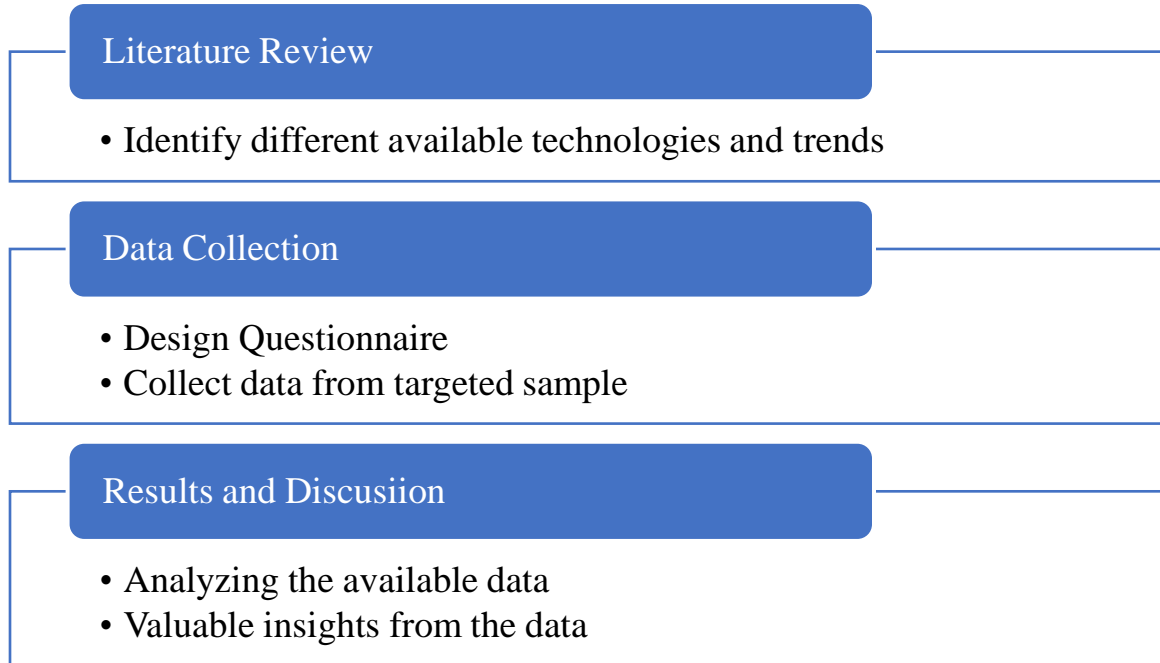 Literature Review
• Identify different available technologies and trends
Data Collection
• Design Questionnaire
• Collect data from targeted sample
Results and Discusiion
• Analyzing the available data
• Valuable insights from the data